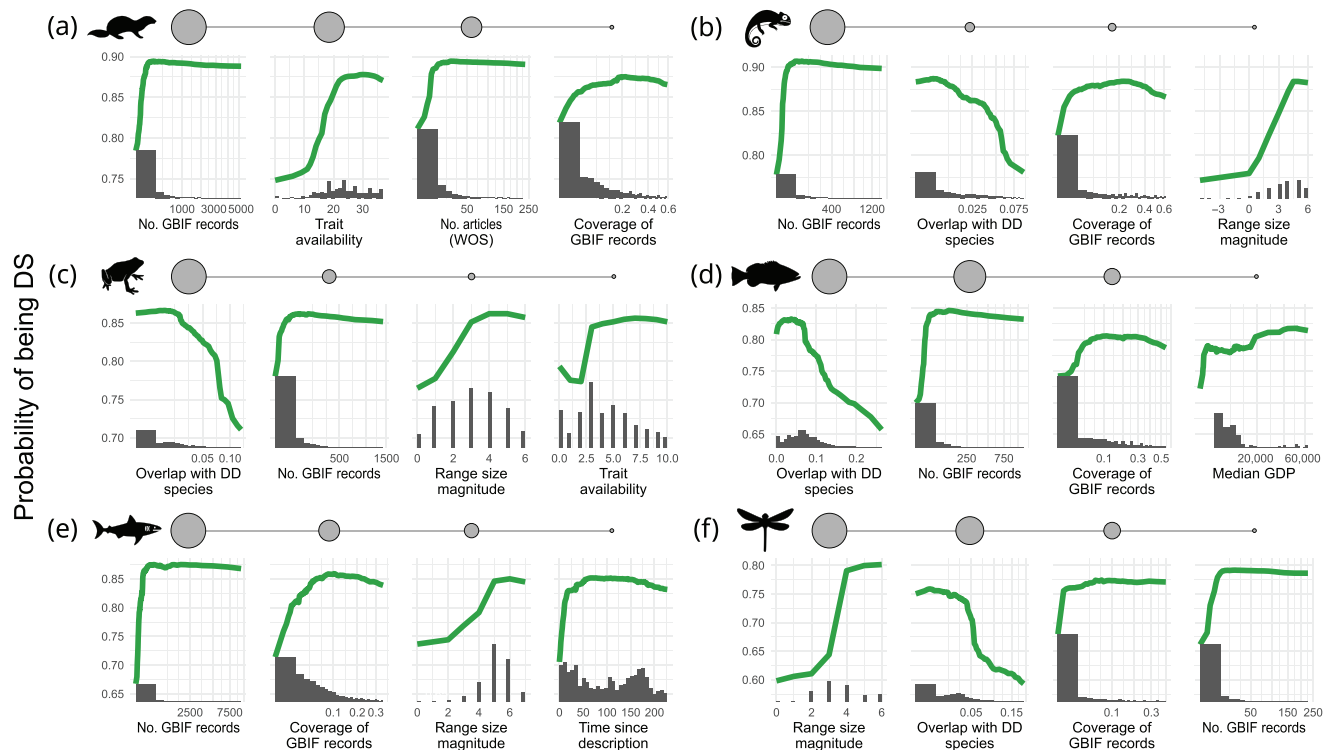 Probability of being DS
(a)
0.90
0.85
0.80
0.75
1000 3000 5000
No. GBIF records
0 10 20 30
Trait
availability
50 150 250
No. articles
(WOS)
0.2 0.4 0.6
Coverage of
GBIF records
(b)
0.90
0.85
0.80
400 1200
No. GBIF records
0.025 0.075
Overlap with DD
species
0.2 0.4 0.6
Coverage of
GBIF records
−3 0 3 6
Range size
magnitude
(c)
0.85
0.80
0.75
0.70
0.05 0.10
Overlap with DD
species
500 1500
No. GBIF records
0 2 4 6
Range size
magnitude
0.0 2.5 5.0 7.5 10.0
Trait
availability
(d)
0.85
0.80
0.75
0.70
0.65
0.0 0.1 0.2
Overlap with DD
species
250 750
No. GBIF records
0.1 0.3 0.5
Coverage of
GBIF records
20,000 60,000
Median GDP
(e)
0.85
0.80
0.75
0.70
0.65
2500 7500
No. GBIF records
0.1 0.2 0.3
Coverage of
GBIF records
0 2 4 6
Range size
magnitude
0 50 100 150 200
Time since
description
(f)
0.80
0.75
0.70
0.65
0.60
0 2 4 6
Range size
magnitude
0.05 0.15
Overlap with DD
species
0.1 0.3
Coverage of
GBIF records
50 150 250
No. GBIF records